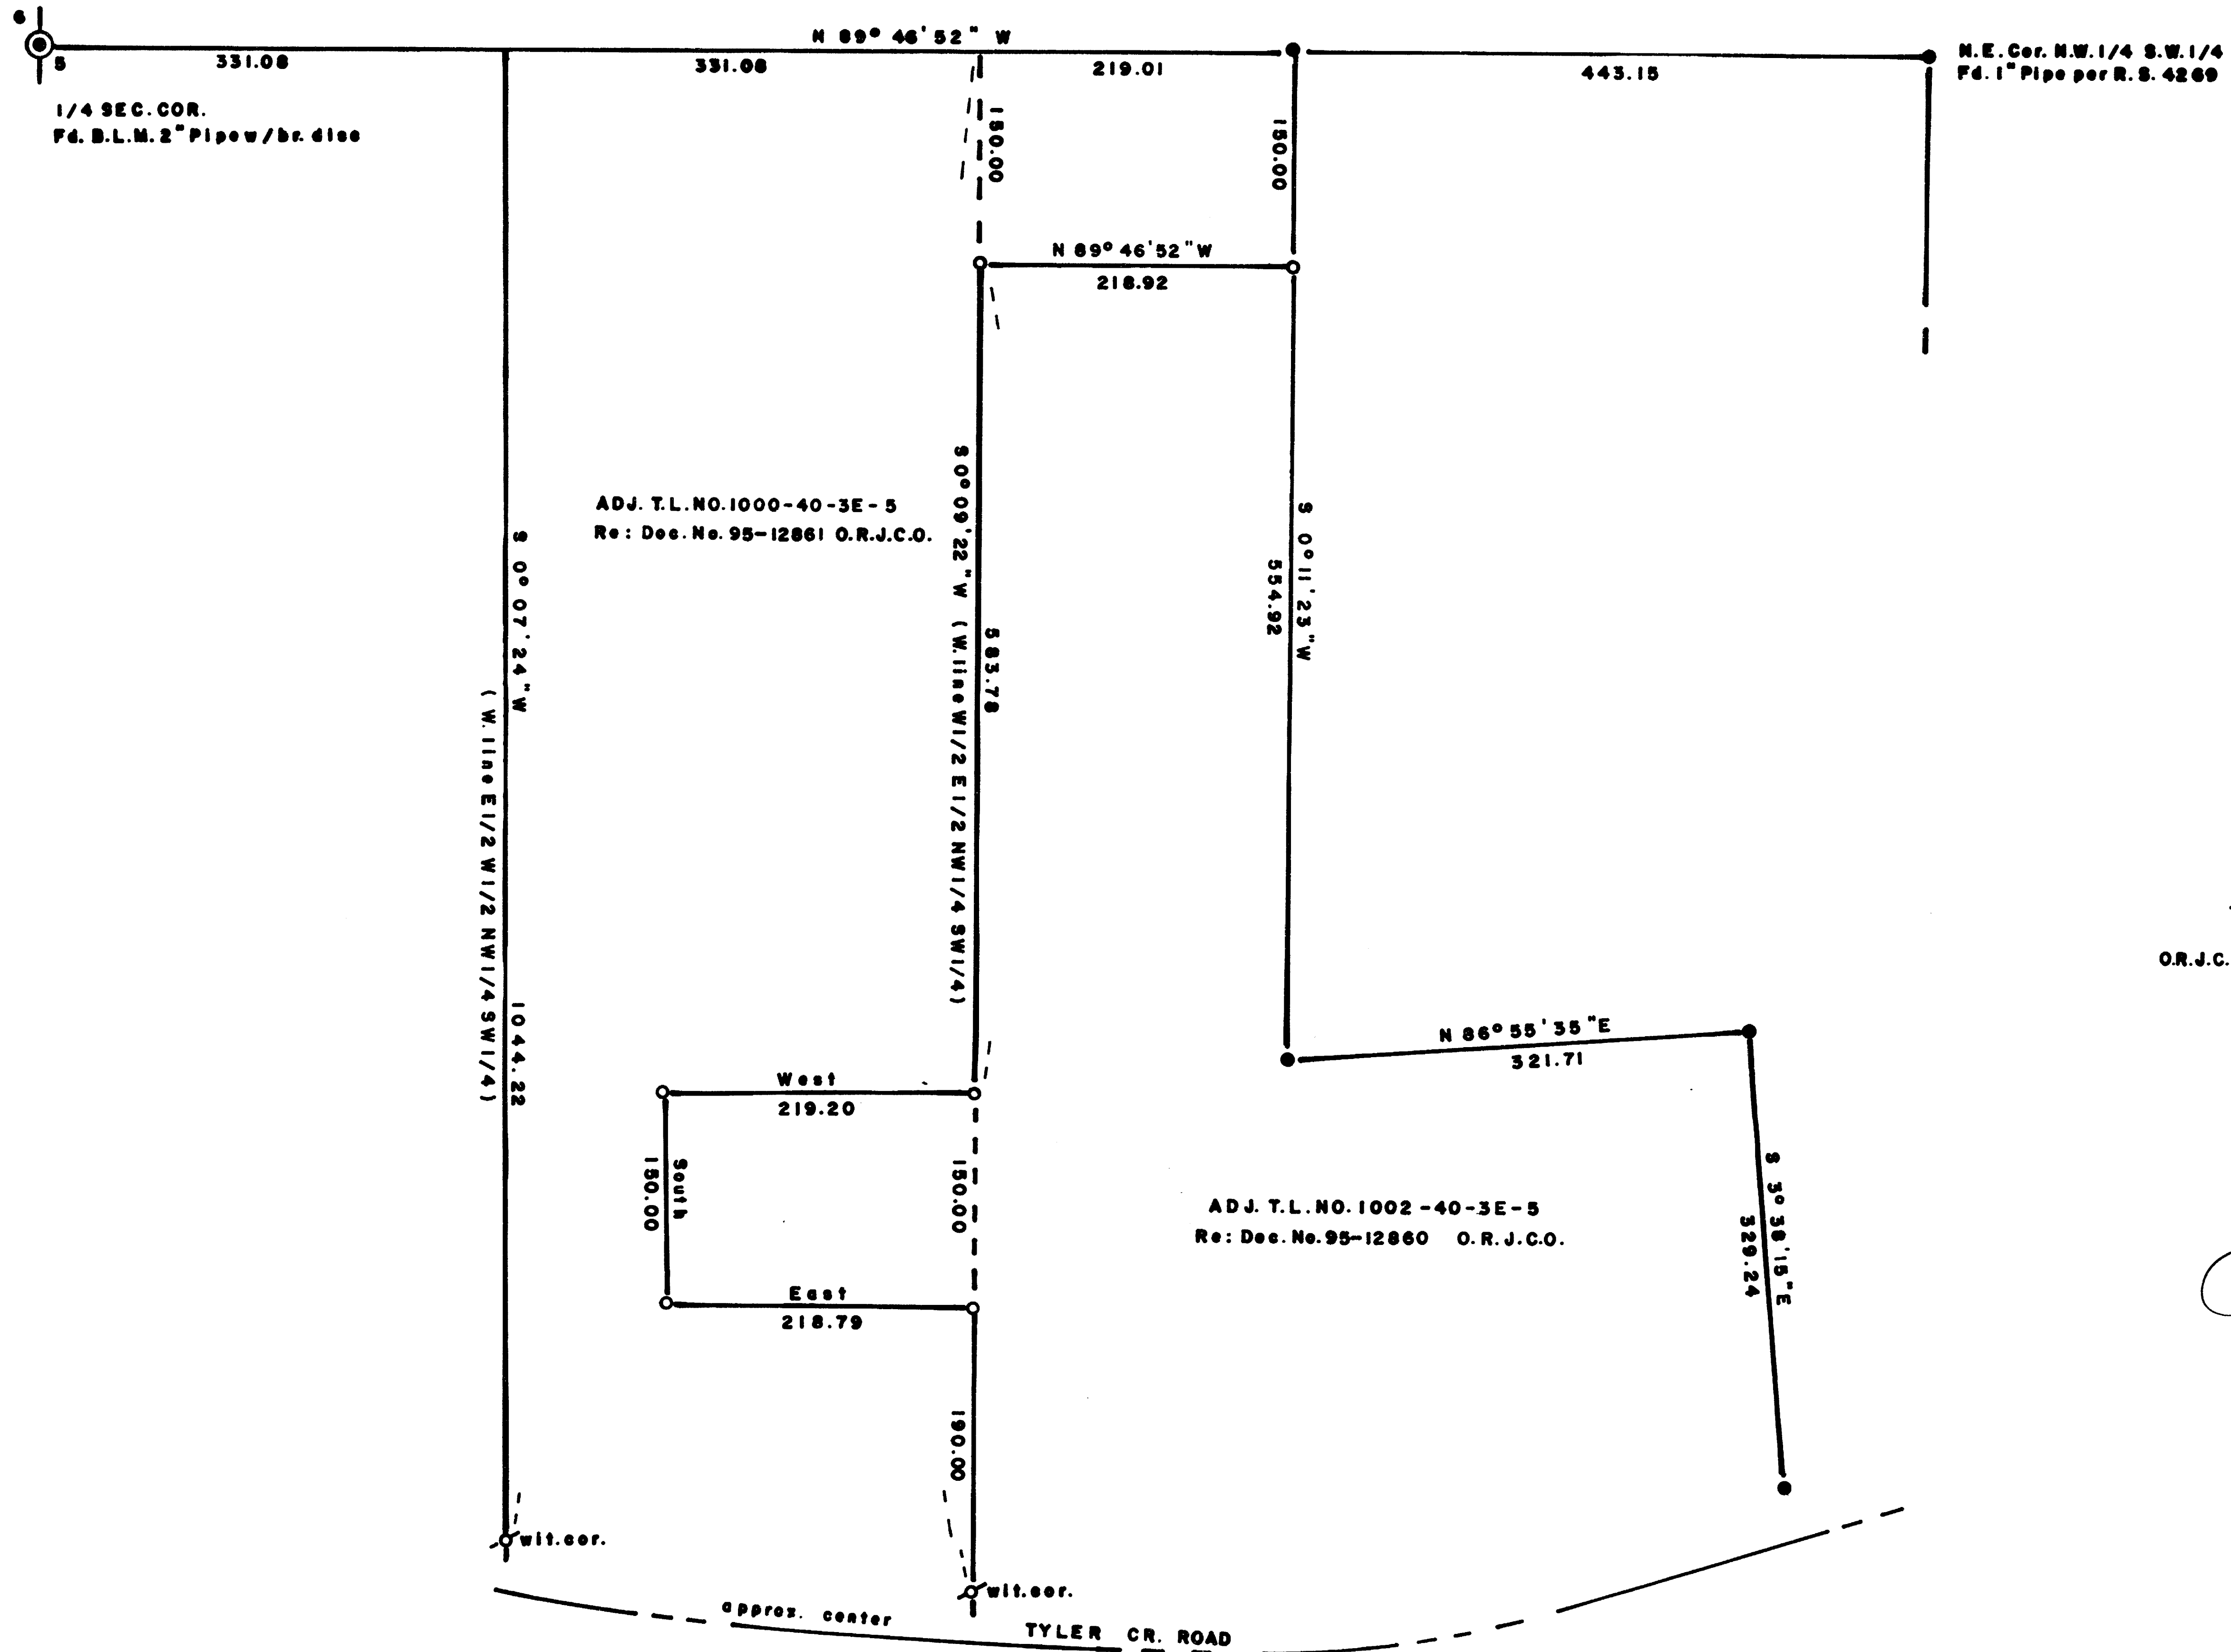 6
N 89° 46' 52" W
5
331.08
331.08
219.01
443.15
N.E. Cor. N.W. 1/4 S.W. 1/4
Fd. 1" Pipe per R.S. 4269
1/4 SEC. COR.
Fd. B.L.M. 2" Pipe w/br. disc
150.00
150.00
N 89° 46' 52" W
218.92
ADJ. T.L. NO. 1000-40-3E-5
Re: Doc. No. 95-12861 O.R.J.C.O.
S 0° 07' 24" W
1044.22
(W. line E1/2 W1/2 NW1/4 SW1/4)
S 0° 09' 22" W (W. line W1/2 E1/2 NW1/4 SW1/4)
583.78
S 0° 11' 23" W
554.92
O.R.J.C.
N 86° 55' 35" E
321.71
West
219.20
South
150.00
150.00
East
218.79
ADJ. T.L. NO. 1002-40-3E-5
Re: Doc. No. 95-12860 O.R.J.C.O.
S 3° 38' 15" E
329.24
190.00
wit. cor.
wit. cor.
approx. center
TYLER CR. ROAD